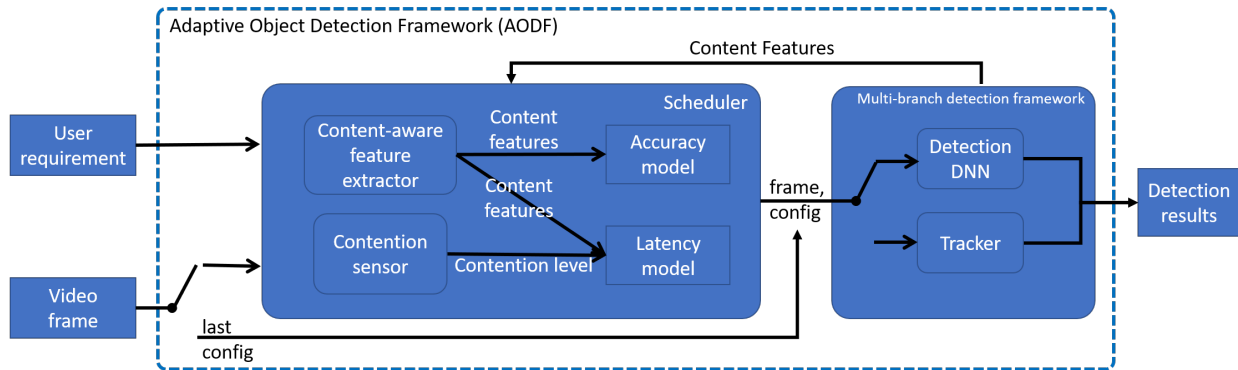 Adaptive Object Detection Framework (AODF)
Content Features
Scheduler
Multi-branch detection framework
User
requirement
Content-aware
feature
extractor
Content
features
Accuracy
model
Content
features
frame,
config
Detection
DNN
Detection
results
Contention
sensor
Contention level
Latency
model
Tracker
Video
frame
last
config